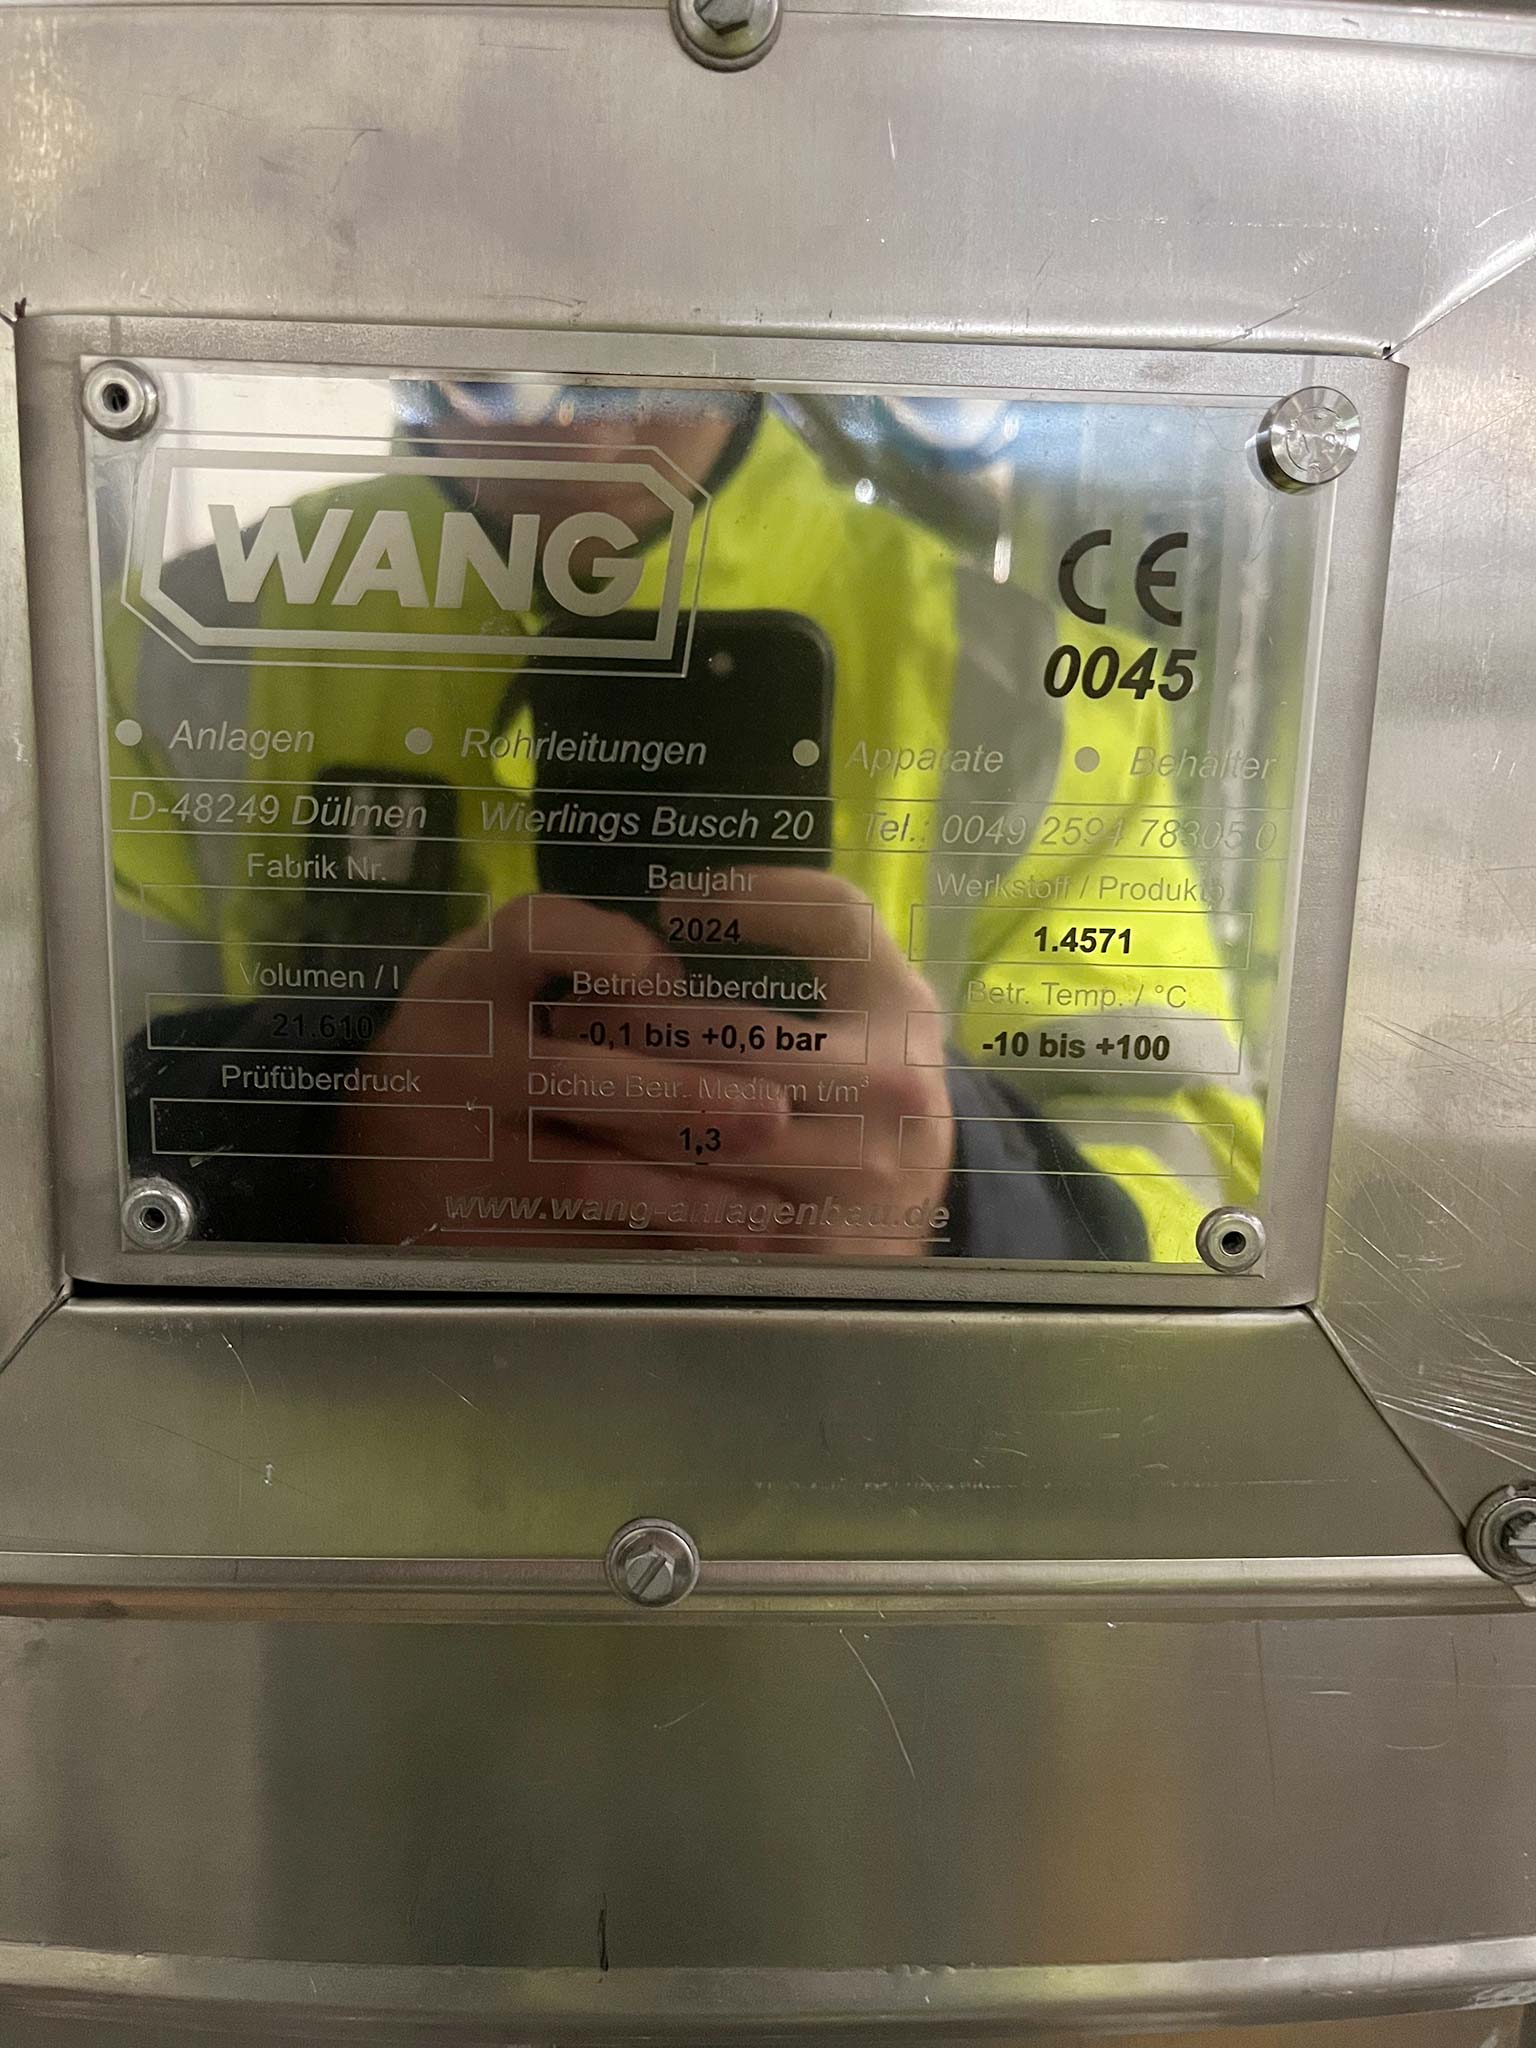 WANG
CE
0045
Anlagen Rohrleitungen Apparate Behälter
D-48249 Dülmen Wierlings Busch 20 Tel.: 0049 2594 78305 0
Fabrik Nr. Baujahr Werkstoff / Produktb.
2024 1.4571
Volumen / l Betriebsüberdruck Betr. Temp. / °C
21.610 -0,1 bis +0,6 bar -10 bis +100
Prüfüberdruck Dichte Betr. Medium t/m³
1,3
www.wang-anlagenbau.de